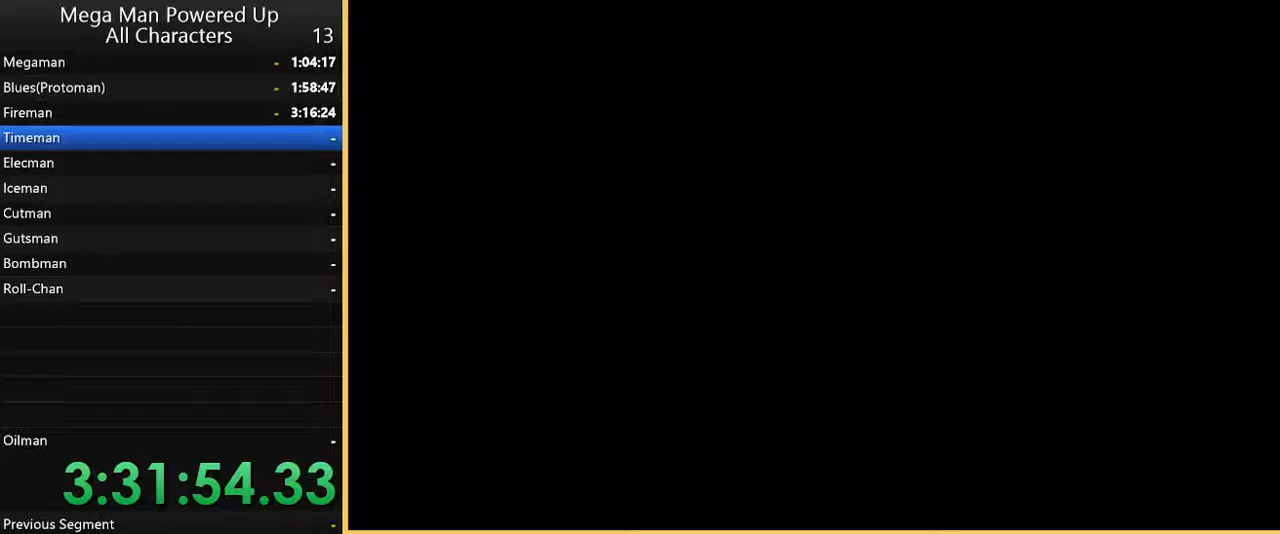 Mega Man Powered Up
All Characters 13
Megaman - 1:04:17
Blues(Protoman) - 1:58:47
Fireman - 3:16:24
Timeman -
Elecman -
Iceman -
Cutman -
Gutsman -
Bombman -
Roll-Chan -
Oilman -
3:31:54.33
Previous Segment -